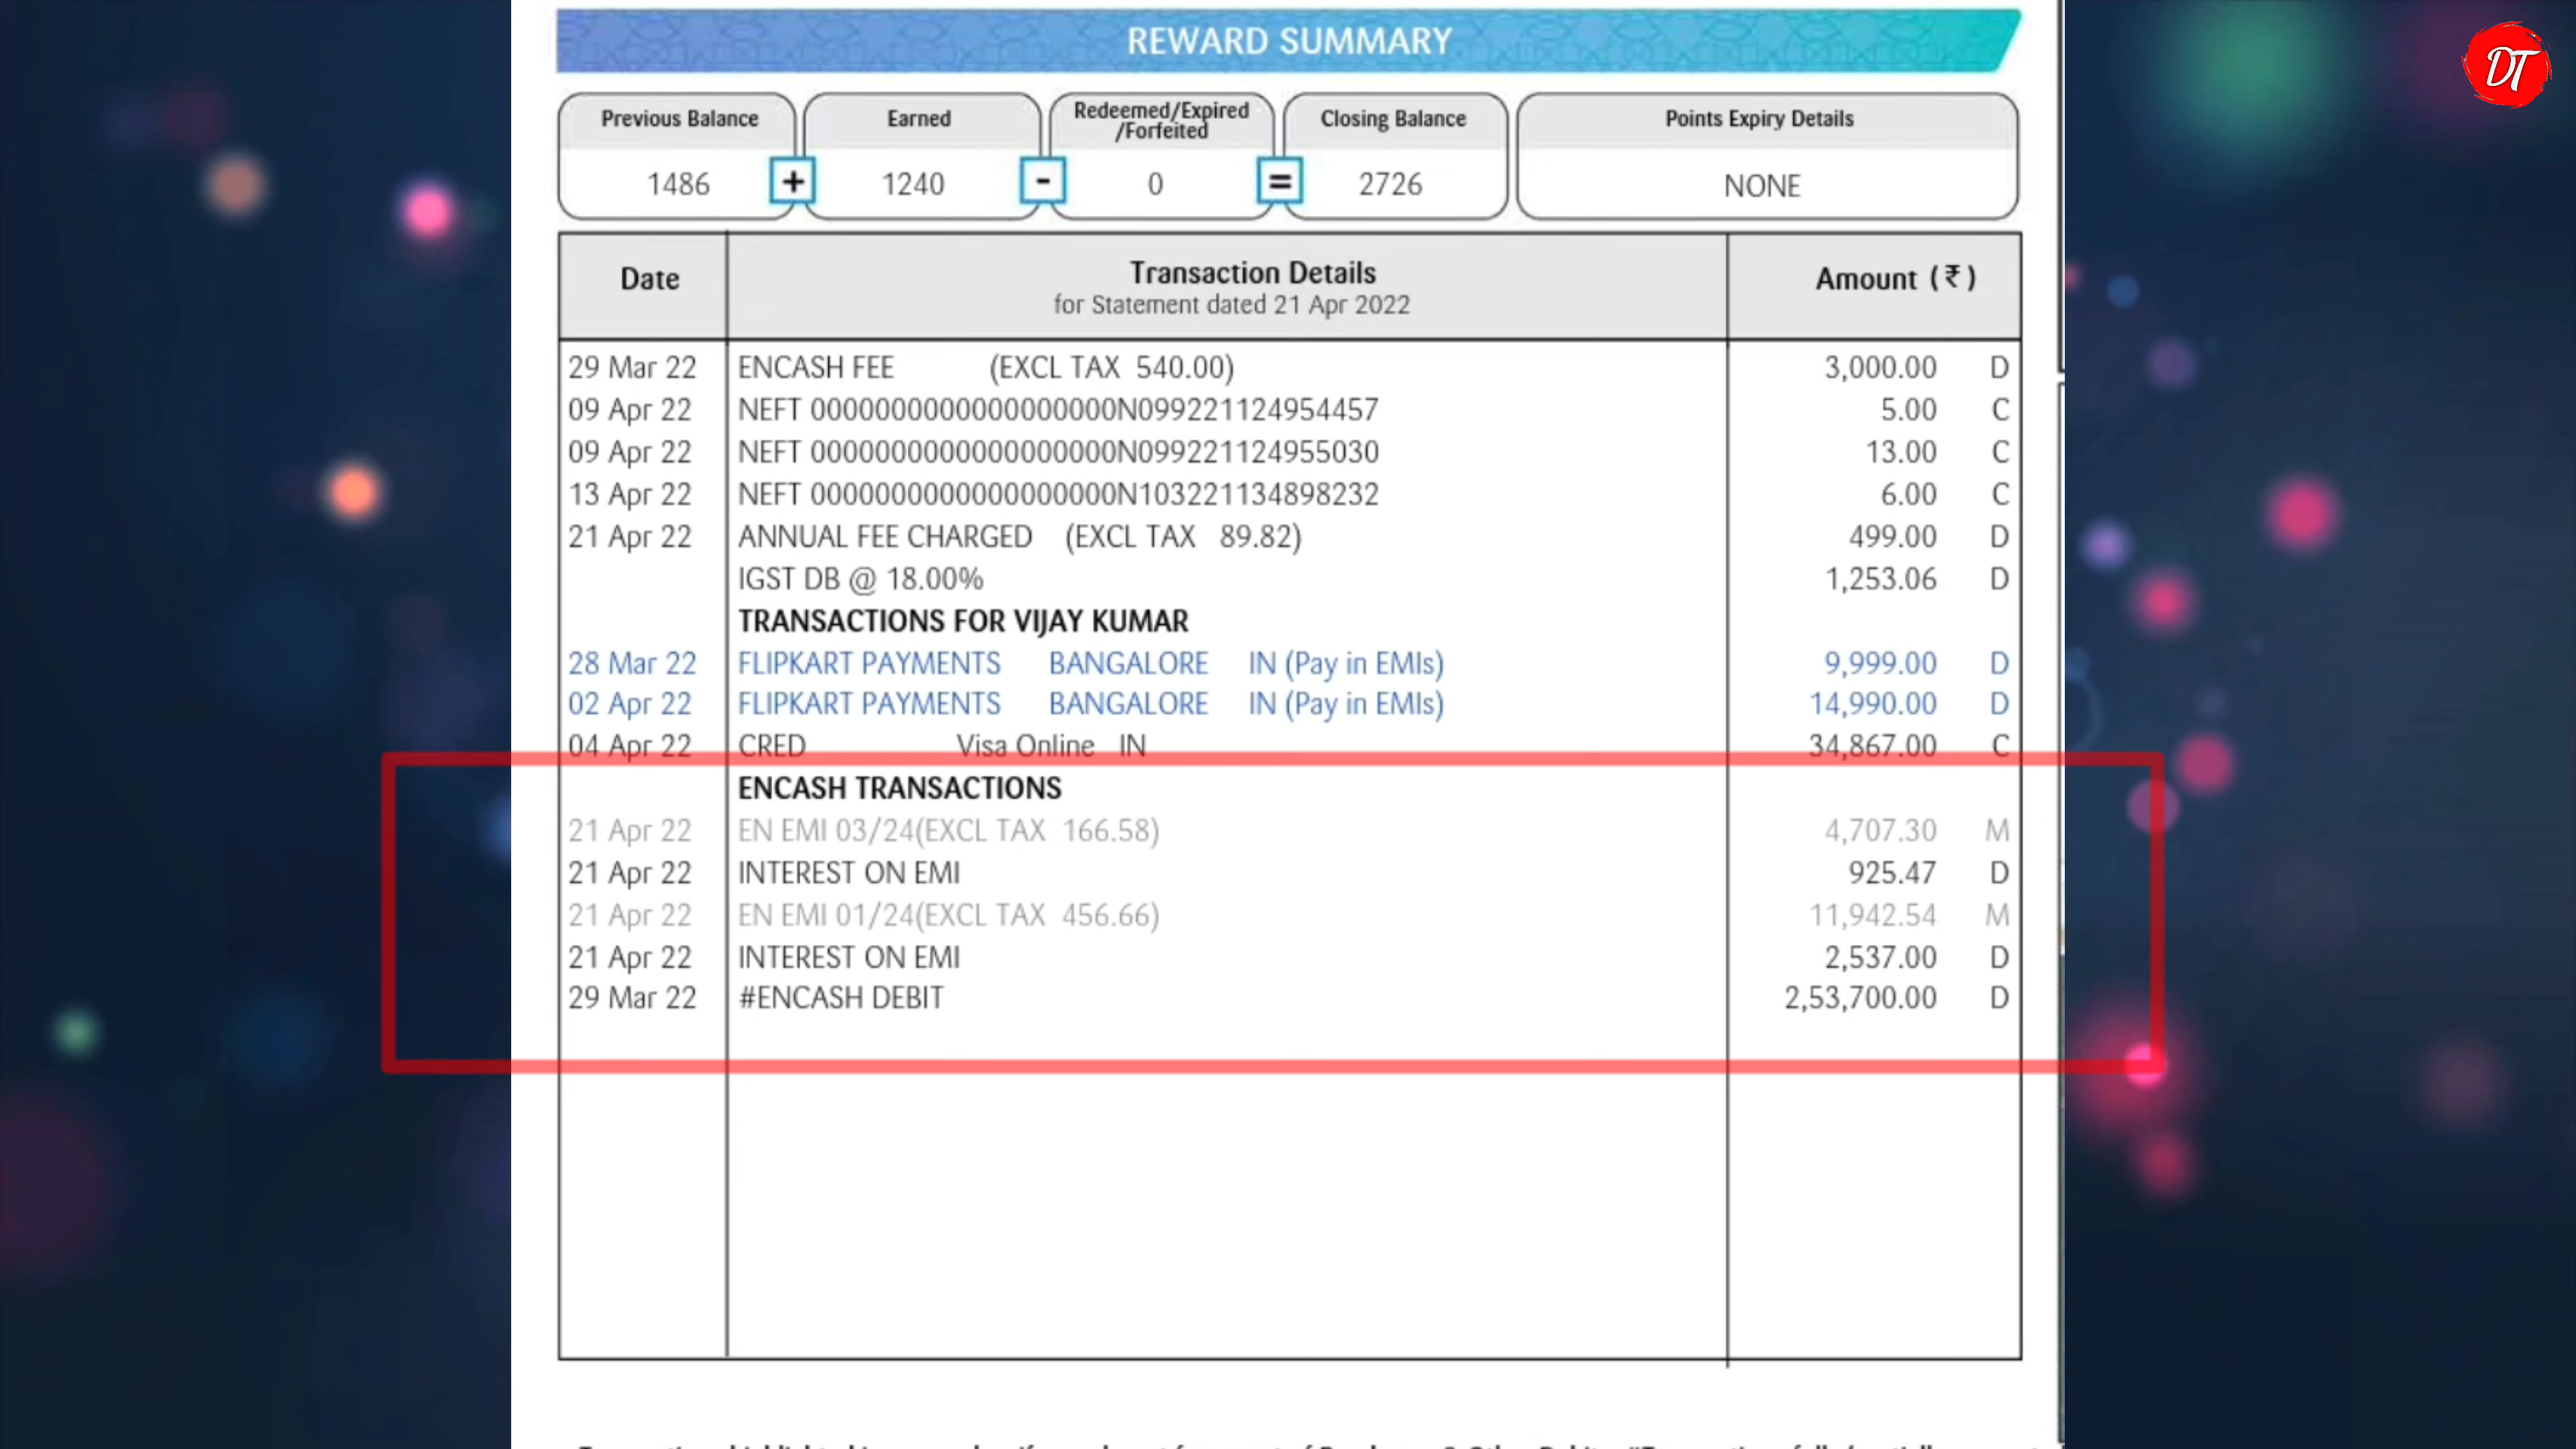 REWARD SUMMARY
DT
Previous Balance Earned Redeemed/Expired /Forfeited Closing Balance Points Expiry Details
1486 + 1240 - 0 = 2726 NONE
Date Transaction Details Amount (₹)
for Statement dated 21 Apr 2022
29 Mar 22 ENCASH FEE (EXCL TAX 540.00) 3,000.00 D
09 Apr 22 NEFT 0000000000000000000N099221124954457 5.00 C
09 Apr 22 NEFT 0000000000000000000N099221124955030 13.00 C
13 Apr 22 NEFT 0000000000000000000N103221134898232 6.00 C
21 Apr 22 ANNUAL FEE CHARGED (EXCL TAX 89.82) 499.00 D
IGST DB @ 18.00% 1,253.06 D
TRANSACTIONS FOR VIJAY KUMAR
28 Mar 22 FLIPKART PAYMENTS BANGALORE IN (Pay in EMIs) 9,999.00 D
02 Apr 22 FLIPKART PAYMENTS BANGALORE IN (Pay in EMIs) 14,990.00 D
04 Apr 22 CRED Visa Online IN 34,867.00 C
ENCASH TRANSACTIONS
21 Apr 22 EN EMI 03/24(EXCL TAX 166.58) 4,707.30 M
21 Apr 22 INTEREST ON EMI 925.47 D
21 Apr 22 EN EMI 01/24(EXCL TAX 456.66) 11,942.54 M
21 Apr 22 INTEREST ON EMI 2,537.00 D
29 Mar 22 #ENCASH DEBIT 2,53,700.00 D